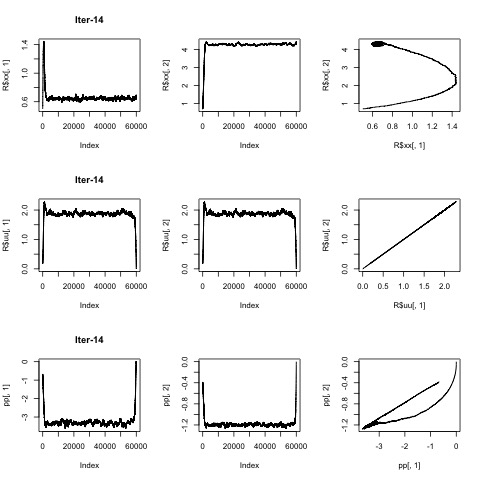 Iter-14
R$xx[, 1]
0.6 1.0 1.4
0 20000 40000 60000
Index
R$xx[, 2]
1 2 3 4
0 20000 40000 60000
Index
R$xx[, 2]
1 2 3 4
0.6 0.8 1.0 1.2 1.4
R$xx[, 1]
Iter-14
R$uu[, 1]
0.0 1.0 2.0
0 20000 40000 60000
Index
R$uu[, 2]
0.0 1.0 2.0
0 20000 40000 60000
Index
R$uu[, 2]
0.0 1.0 2.0
0.0 0.5 1.0 1.5 2.0
R$uu[, 1]
Iter-14
pp[, 1]
-3 -2 -1 0
0 20000 40000 60000
Index
pp[, 2]
-1.2 -0.8 -0.4 0.0
0 20000 40000 60000
Index
pp[, 2]
-1.2 -0.8 -0.4 0.0
-3 -2 -1 0
pp[, 1]